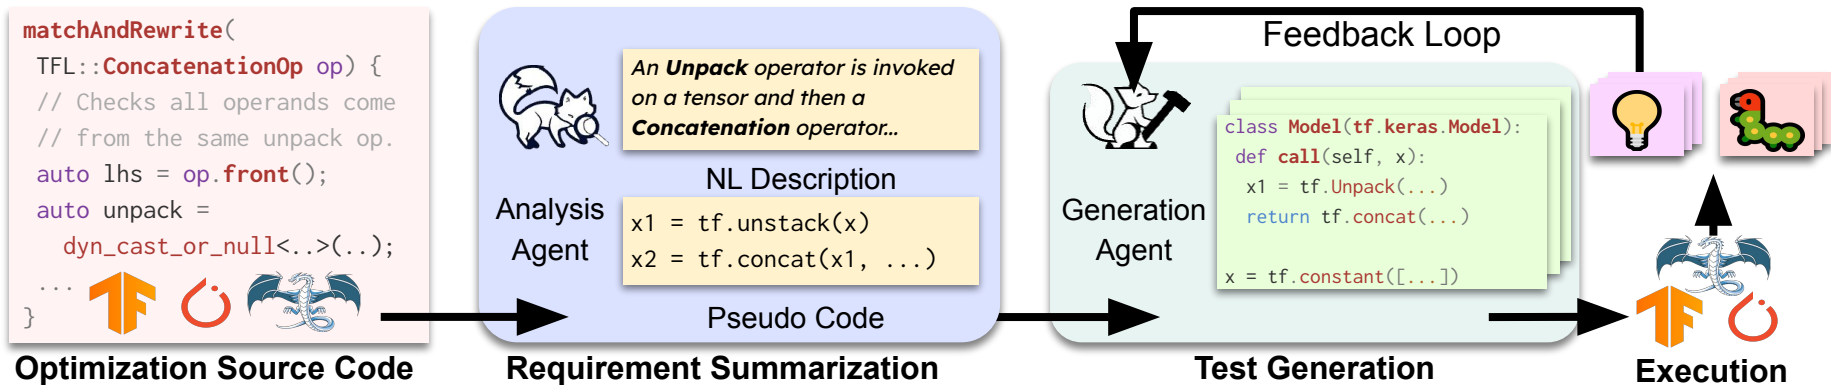 matchAndRewrite(
TFL::ConcatenationOp op) {
// Checks all operands come
// from the same unpack op.
auto lhs = op.front();
auto unpack =
dyn_cast_or_null<..>(..);
...
}
Optimization Source Code
Analysis
Agent
An Unpack operator is invoked
on a tensor and then a
Concatenation operator...
NL Description
x1 = tf.unstack(x)
x2 = tf.concat(x1, ...)
Pseudo Code
Requirement Summarization
Feedback Loop
Generation
Agent
class Model(tf.keras.Model):
def call(self, x):
x1 = tf.Unpack(...)
return tf.concat(...)
x = tf.constant([...])
Test Generation
Execution